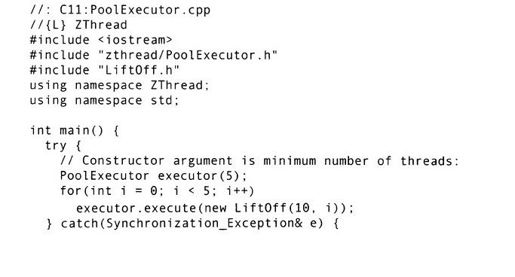 //: C11:PoolExecutor.cpp
//{L} ZThread
#include <iostream>
#include "zthread/PoolExecutor.h"
#include "LiftOff.h"
using namespace ZThread;
using namespace std;

int main() {
  try {
    // Constructor argument is minimum number of threads:
    PoolExecutor executor(5);
    for(int i = 0; i < 5; i++)
      executor.execute(new LiftOff(10, i));
  } catch(Synchronization_Exception& e) {